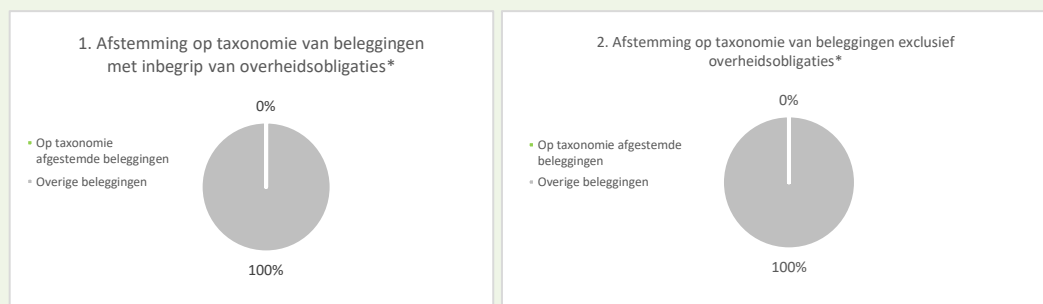 1. Afstemming op taxonomie van beleggingen
met inbegrip van overheidsobligaties*
0%
Op taxonomie
afgestemde beleggingen
Overige beleggingen
100%
2. Afstemming op taxonomie van beleggingen exclusief
overheidsobligaties*
0%
Op taxonomie afgestemde
beleggingen
Overige beleggingen
100%